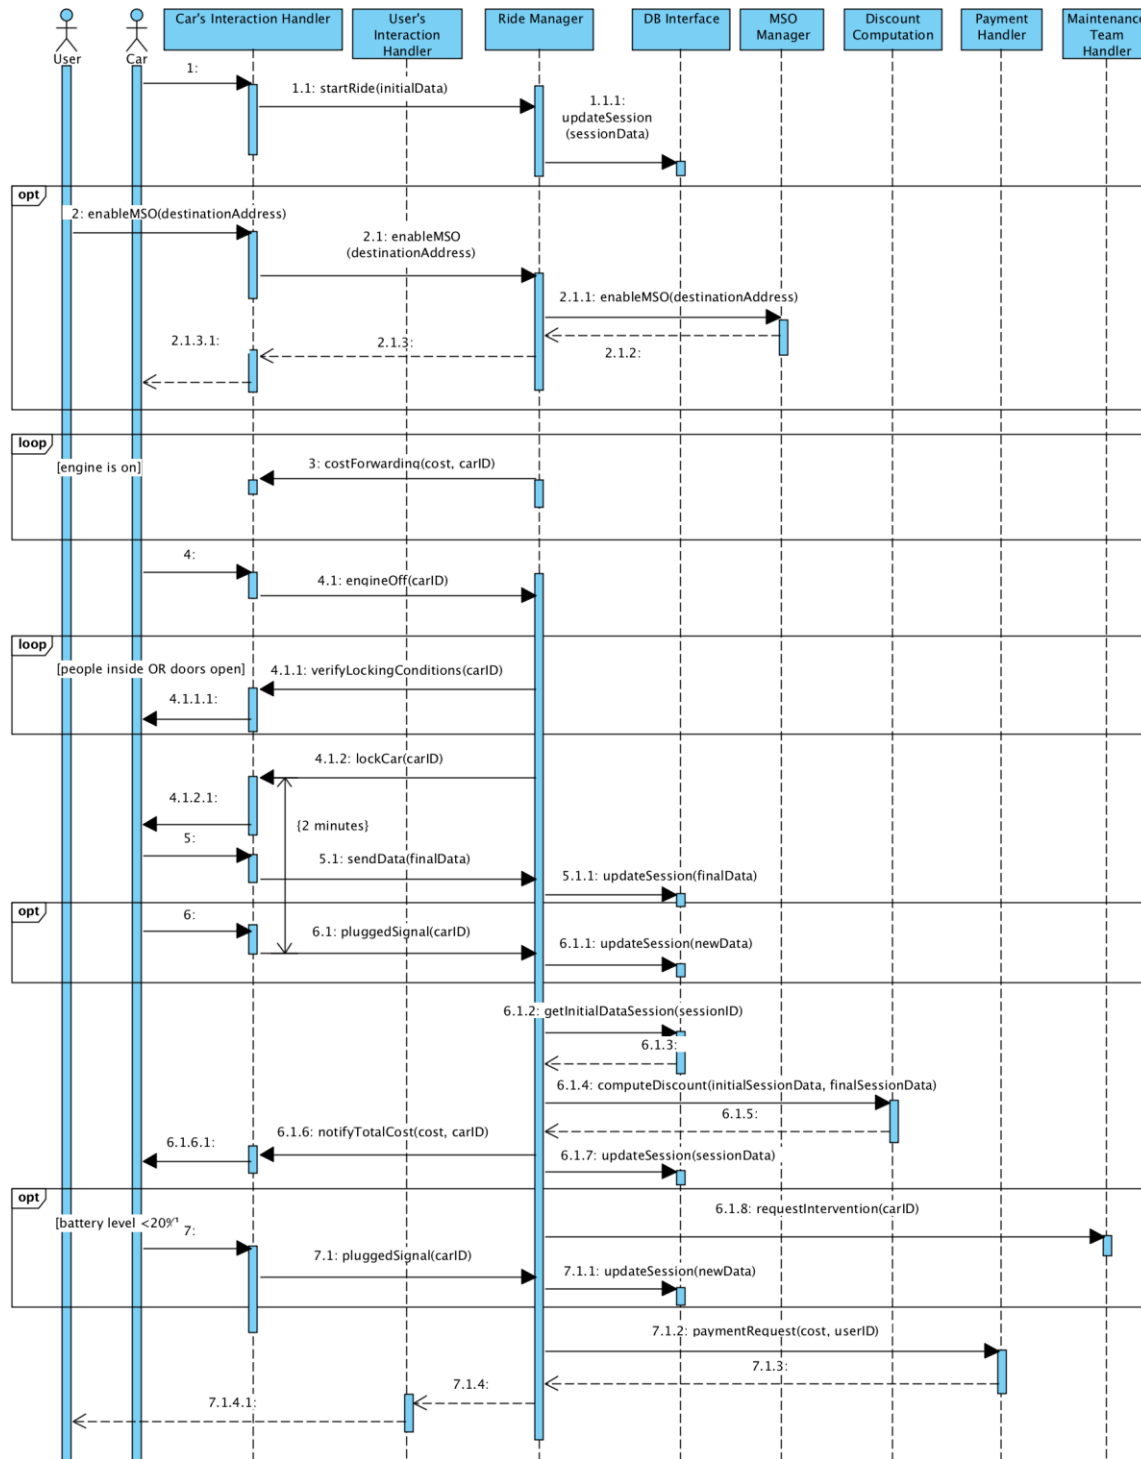 User
Car
Car's Interaction Handler
User's
Interaction
Handler
Ride Manager
DB Interface
MSO
Manager
Discount
Computation
Payment
Handler
Maintenance
Team
Handler
1:
1.1: startRide(initialData)
1.1.1:
updateSession
(sessionData)
opt
2: enableMSO(destinationAddress)
2.1: enableMSO
(destinationAddress)
2.1.1: enableMSO(destinationAddress)
2.1.2:
2.1.3:
2.1.3.1:
loop
[engine is on]
3: costForwarding(cost, carID)
4:
4.1: engineOff(carID)
loop
[people inside OR doors open]
4.1.1: verifyLockingConditions(carID)
4.1.1.1:
4.1.2: lockCar(carID)
4.1.2.1:
{2 minutes}
5:
5.1: sendData(finalData)
5.1.1: updateSession(finalData)
opt
6:
6.1: pluggedSignal(carID)
6.1.1: updateSession(newData)
6.1.2: getInitialDataSession(sessionID)
6.1.3:
6.1.4: computeDiscount(initialSessionData, finalSessionData)
6.1.5:
6.1.6: notifyTotalCost(cost, carID)
6.1.6.1:
6.1.7: updateSession(sessionData)
opt
[battery level <20%]
6.1.8: requestIntervention(carID)
7:
7.1: pluggedSignal(carID)
7.1.1: updateSession(newData)
7.1.2: paymentRequest(cost, userID)
7.1.3:
7.1.4:
7.1.4.1: